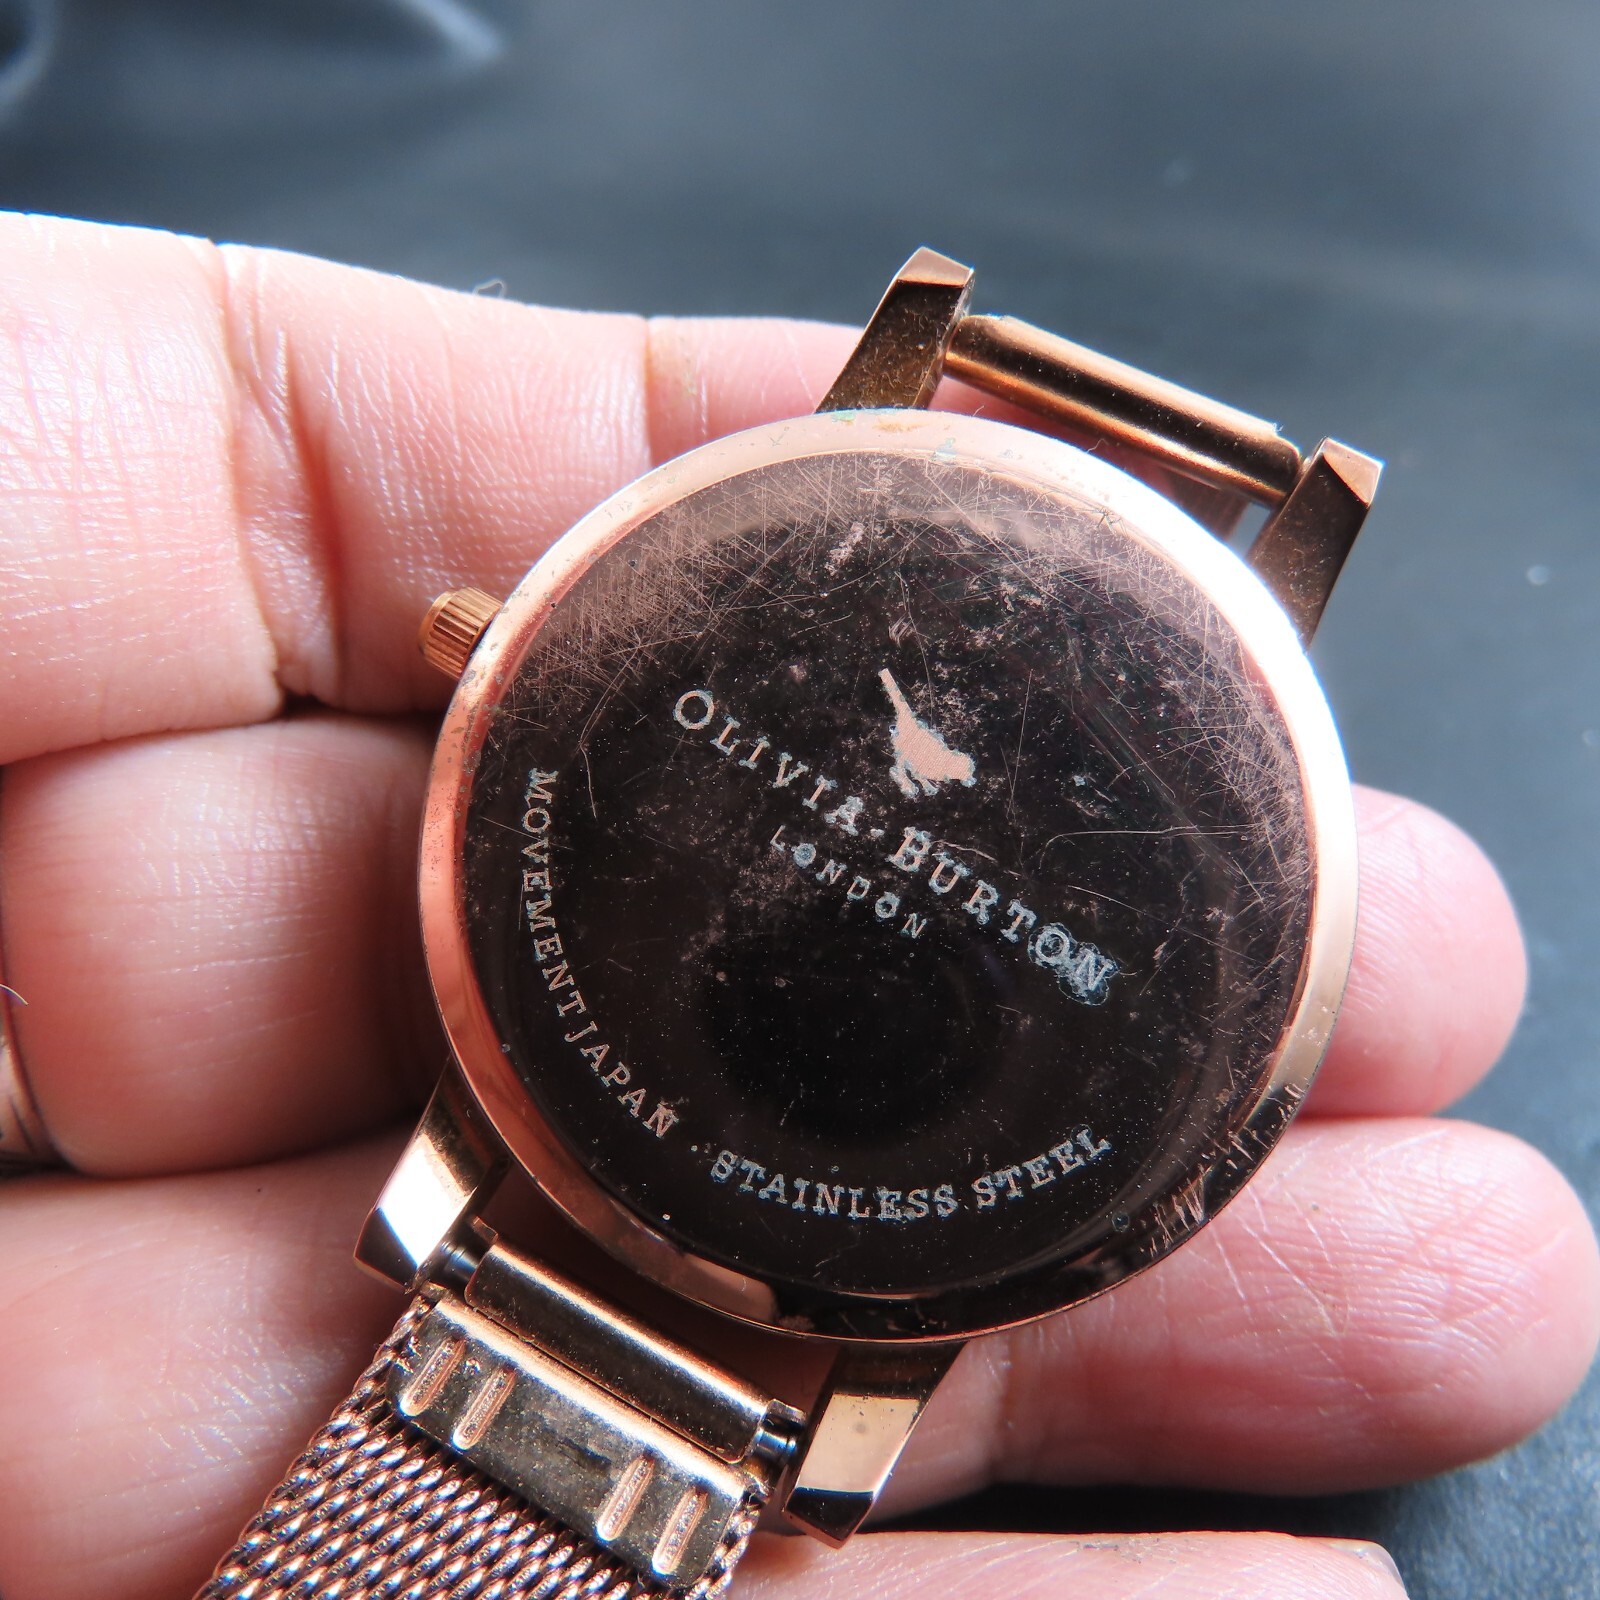 OLIVIA·BURTON
LONDON
MOVEMENT JAPAN · STAINLESS STEEL